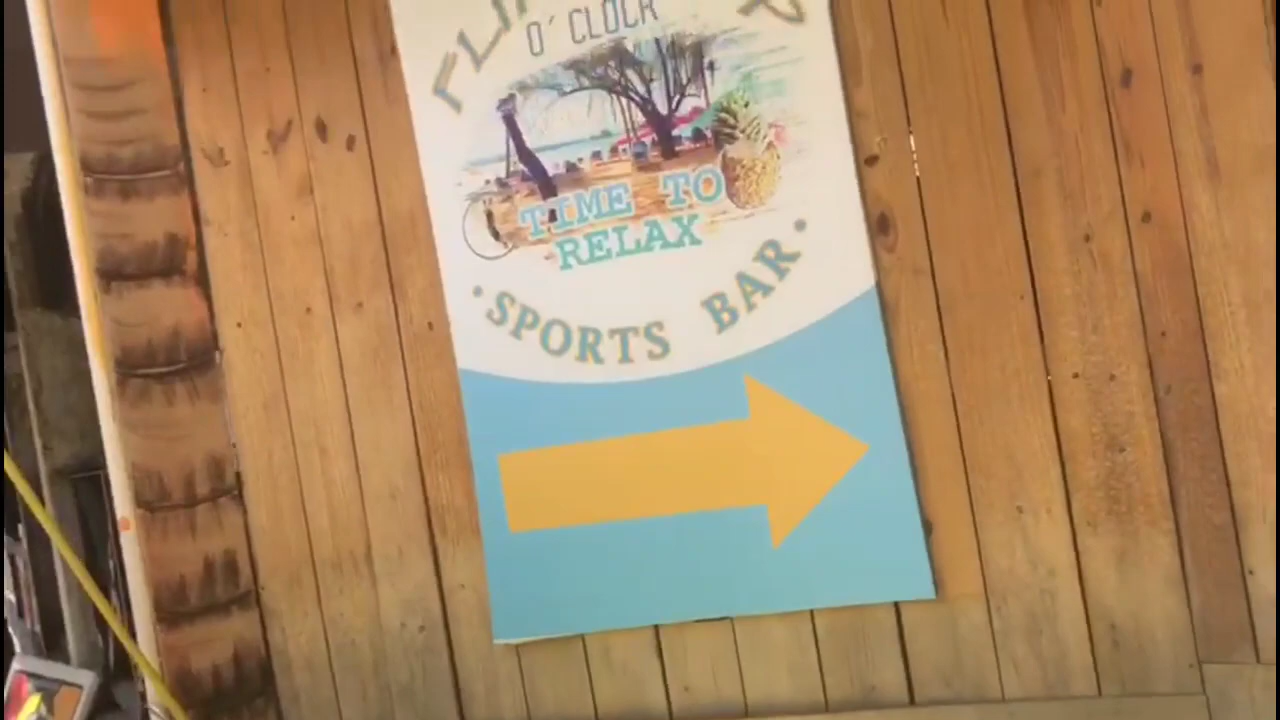 O' CLOCK
TIME TO
RELAX
• SPORTS BAR •